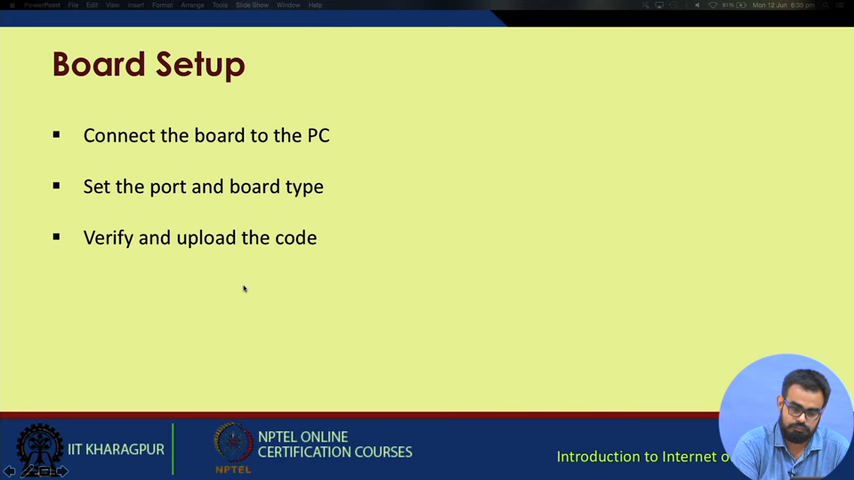 PowerPoint File Edit View Insert Format Arrange Tools Slide Show Window Help
81% Mon 12 Jun 6:35 pm
Board Setup
▪ Connect the board to the PC
▪ Set the port and board type
▪ Verify and upload the code
IIT KHARAGPUR
NPTEL
NPTEL ONLINE
CERTIFICATION COURSES
Introduction to Internet o